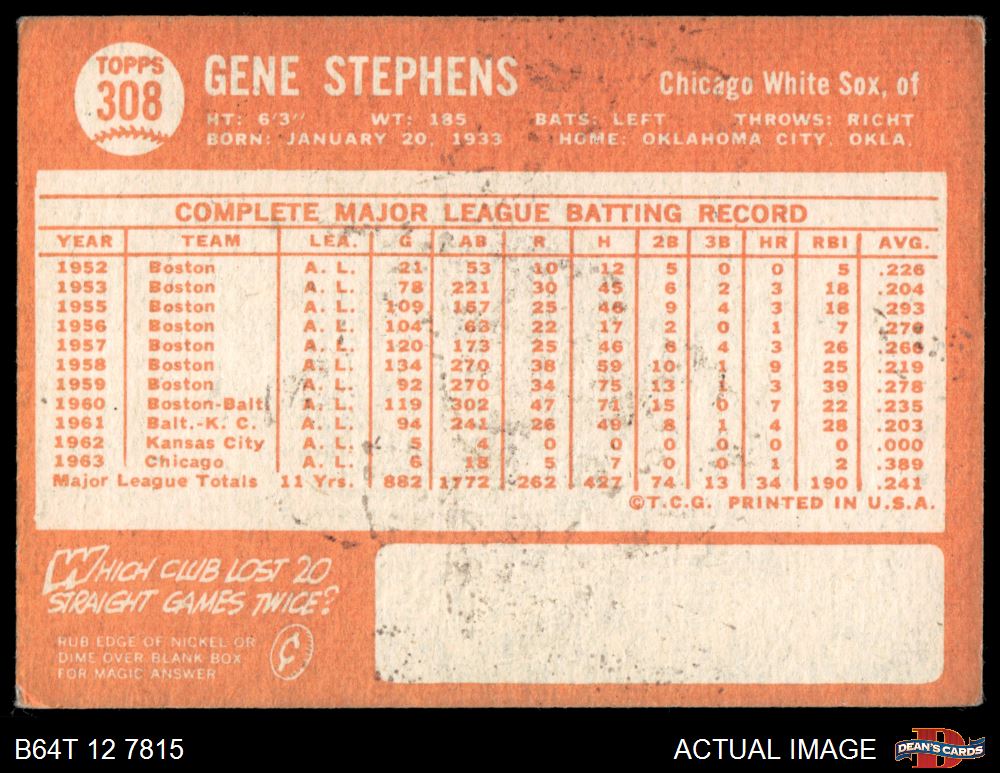 TOPPS
308
GENE STEPHENS
Chicago White Sox, of
HT: 6'3" WT: 185 BATS: LEFT THROWS: RIGHT
BORN: JANUARY 20, 1933 HOME: OKLAHOMA CITY, OKLA.
COMPLETE MAJOR LEAGUE BATTING RECORD
YEAR TEAM LEA. G AB R H 2B 3B HR RBI AVG.
1952 Boston A. L. 21 53 10 12 5 0 0 5 .226
1953 Boston A. L. 78 221 30 45 6 2 3 18 .204
1955 Boston A. L. 109 157 25 46 9 4 3 18 .293
1956 Boston A. L. 104 63 22 17 2 0 1 7 .270
1957 Boston A. L. 120 173 25 46 6 4 3 26 .266
1958 Boston A. L. 134 270 38 59 10 1 9 25 .219
1959 Boston A. L. 92 270 34 75 13 1 3 39 .278
1960 Boston-Balt. A. L. 119 302 47 71 15 0 7 22 .235
1961 Balt.-K. C. A. L. 94 241 26 49 8 1 4 28 .203
1962 Kansas City A. L. 5 4 0 0 0 0 0 0 .000
1963 Chicago A. L. 6 18 5 7 0 0 1 2 .389
Major League Totals 11 Yrs. 882 1772 262 427 74 13 34 190 .241
©T.C.G. PRINTED IN U.S.A.
WHICH CLUB LOST 20
STRAIGHT GAMES TWICE?
RUB EDGE OF NICKEL OR
DIME OVER BLANK BOX
FOR MAGIC ANSWER
B64T 12 7815
ACTUAL IMAGE
D
DEAN'S CARDS